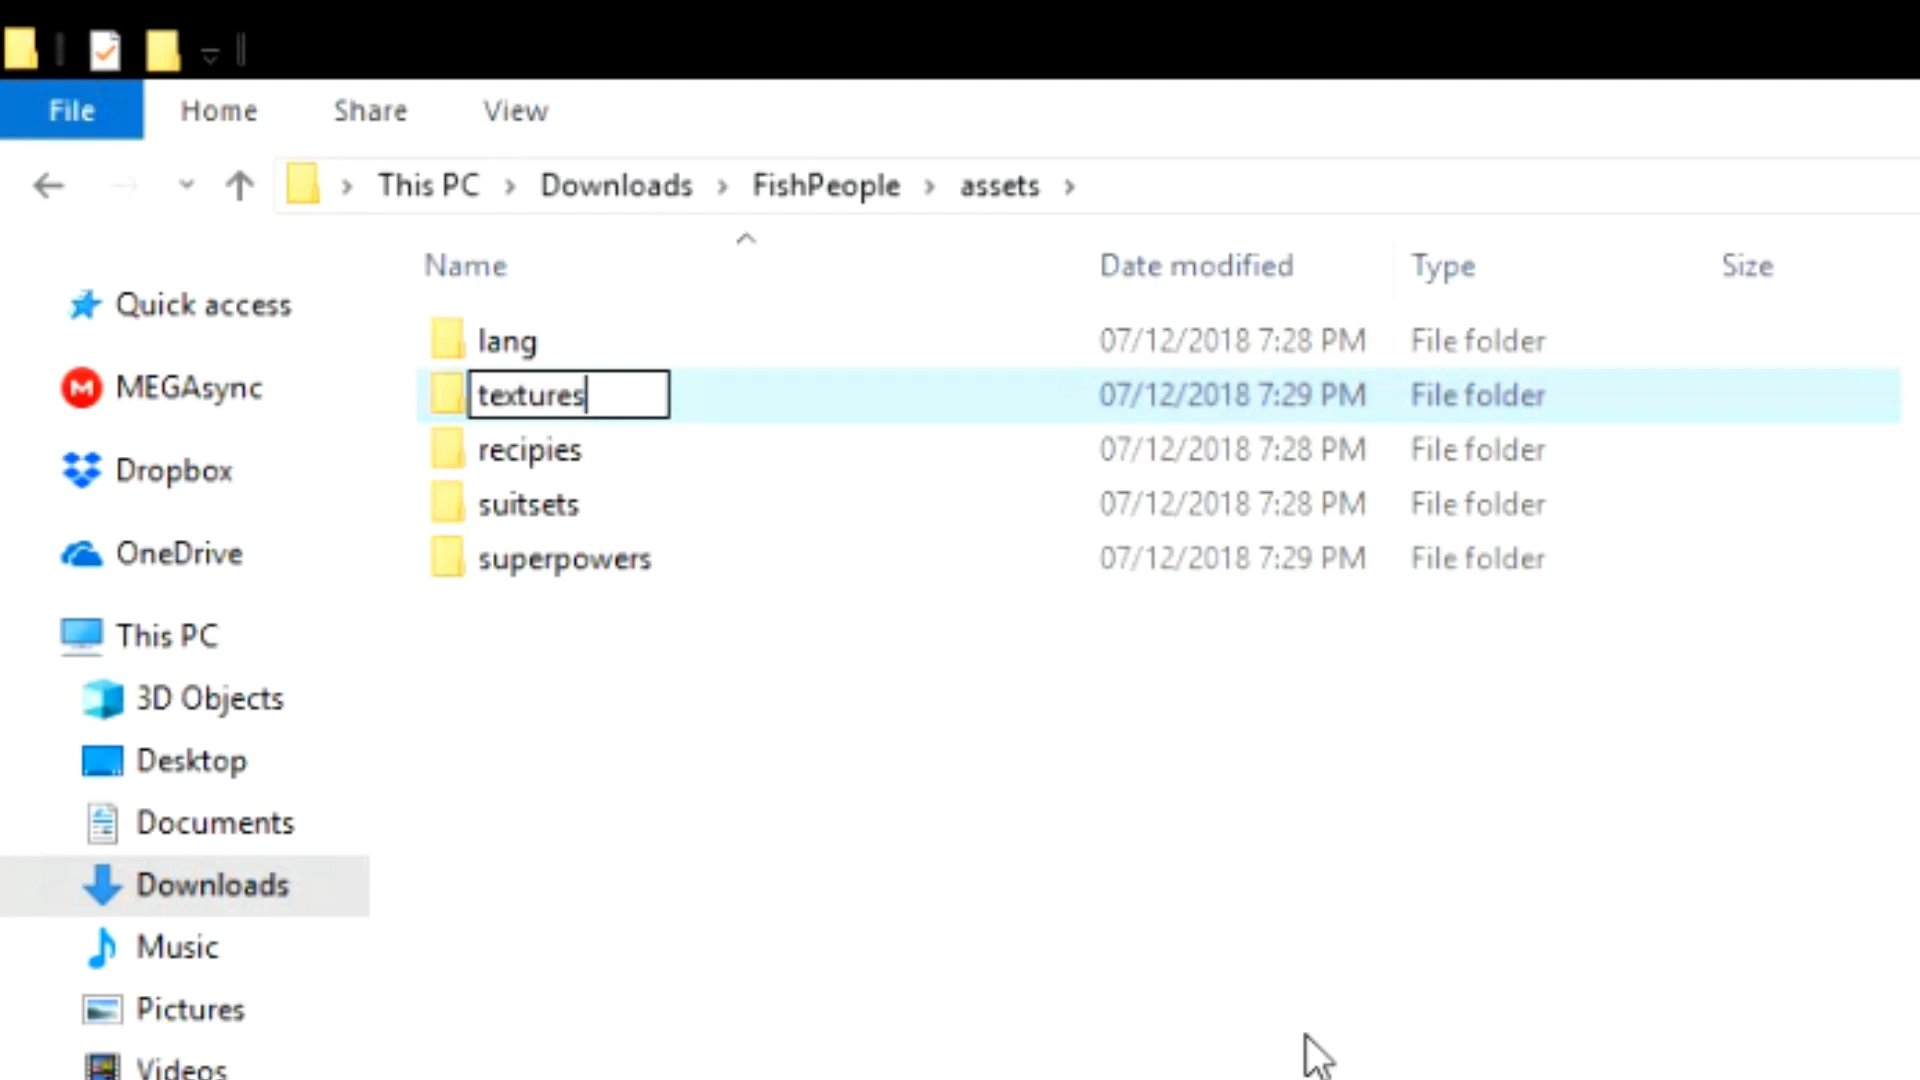 File Home Share View
This PC Downloads FishPeople assets
Name Date modified Type Size
Quick access
MEGAsync
Dropbox
OneDrive
This PC
3D Objects
Desktop
Documents
Downloads
Music
Pictures
Videos
lang 07/12/2018 7:28 PM File folder
textures 07/12/2018 7:29 PM File folder
recipies 07/12/2018 7:28 PM File folder
suitsets 07/12/2018 7:28 PM File folder
superpowers 07/12/2018 7:29 PM File folder